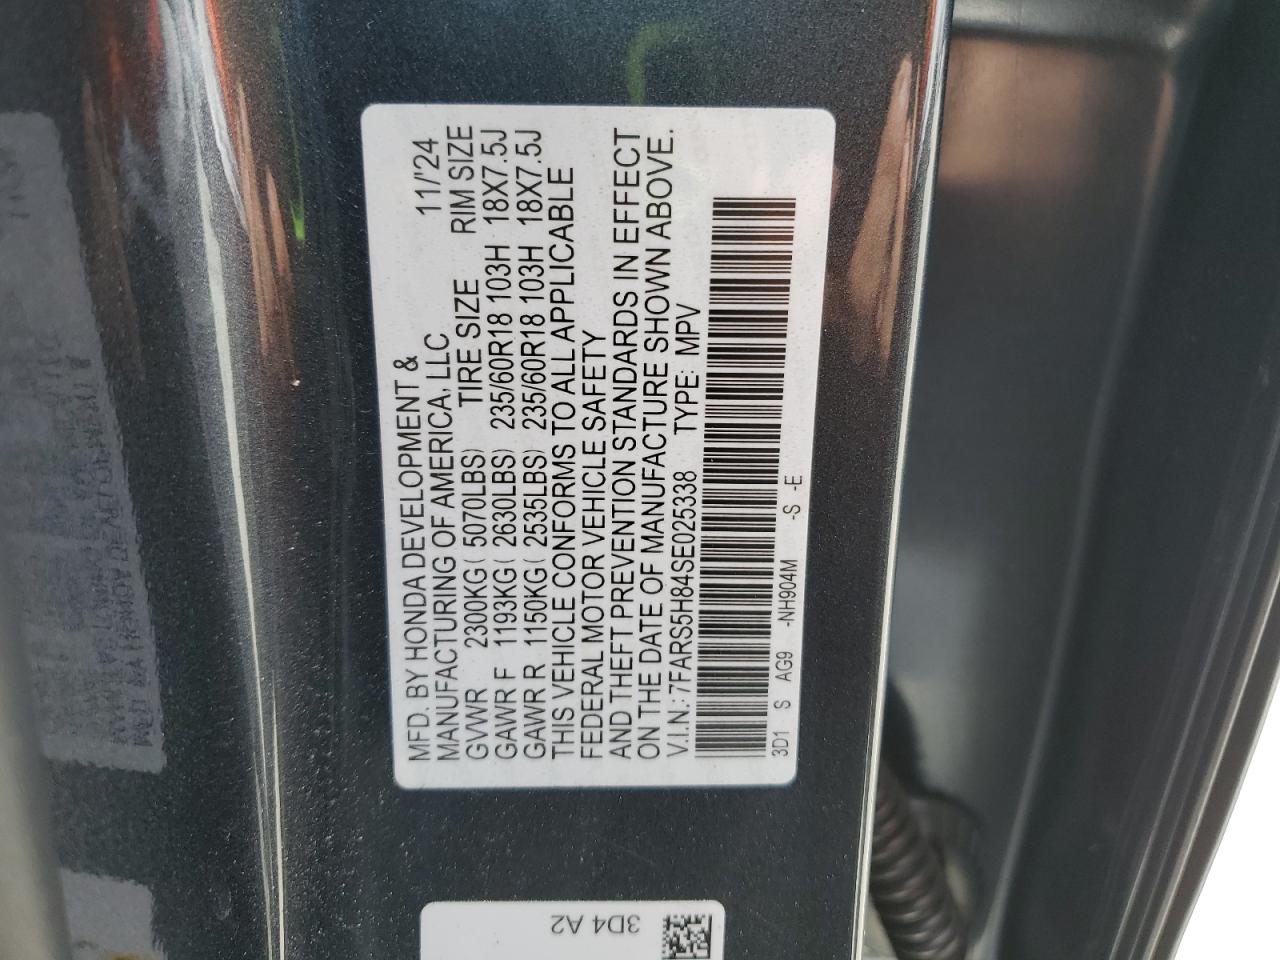 MFD. BY HONDA DEVELOPMENT & 11/'24
MANUFACTURING OF AMERICA, LLC
TIRE SIZE RIM SIZE
GVWR 2300KG ( 5070LBS)
GAWR F 1193KG ( 2630LBS) 235/60R18 103H 18X7.5J
GAWR R 1150KG ( 2535LBS) 235/60R18 103H 18X7.5J
THIS VEHICLE CONFORMS TO ALL APPLICABLE
FEDERAL MOTOR VEHICLE SAFETY
AND THEFT PREVENTION STANDARDS IN EFFECT
ON THE DATE OF MANUFACTURE SHOWN ABOVE.
V.I.N.: 7FARS5H84SE025338 TYPE: MPV
3D1 S AG9 -NH904M -S -E
3D4 A2